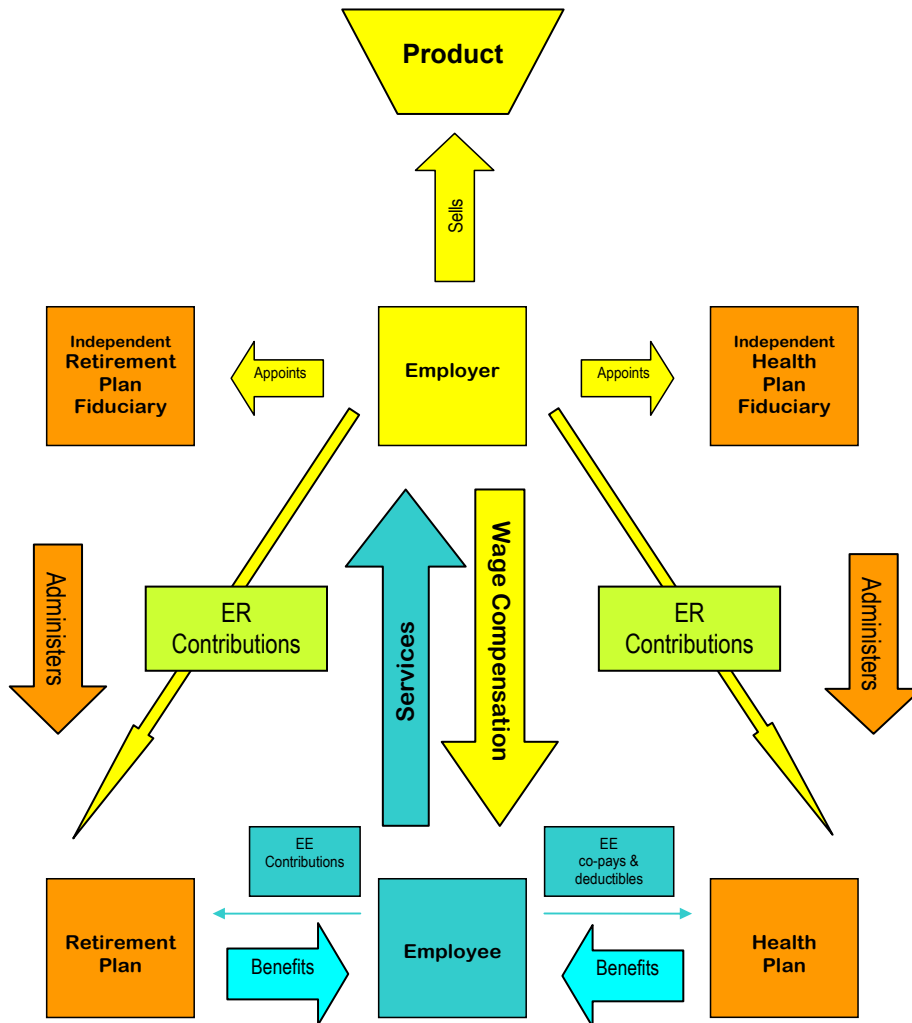 Product
Sells
Independent
Retirement
Plan
Fiduciary
Appoints
Employer
Appoints
Independent
Health
Plan
Fiduciary
Administers
ER
Contributions
Services
Wage Compensation
ER
Contributions
Administers
EE
Contributions
EE
co-pays &
deductibles
Retirement
Plan
Benefits
Employee
Benefits
Health
Plan